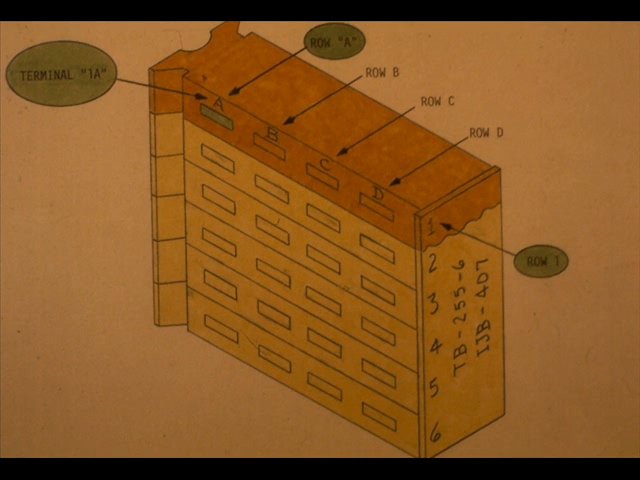 ROW "A"
TERMINAL "1A"
ROW B
ROW C
ROW D
A
B
C
D
1
ROW 1
2
3
4
5
6
TB-255-6
IJB-407